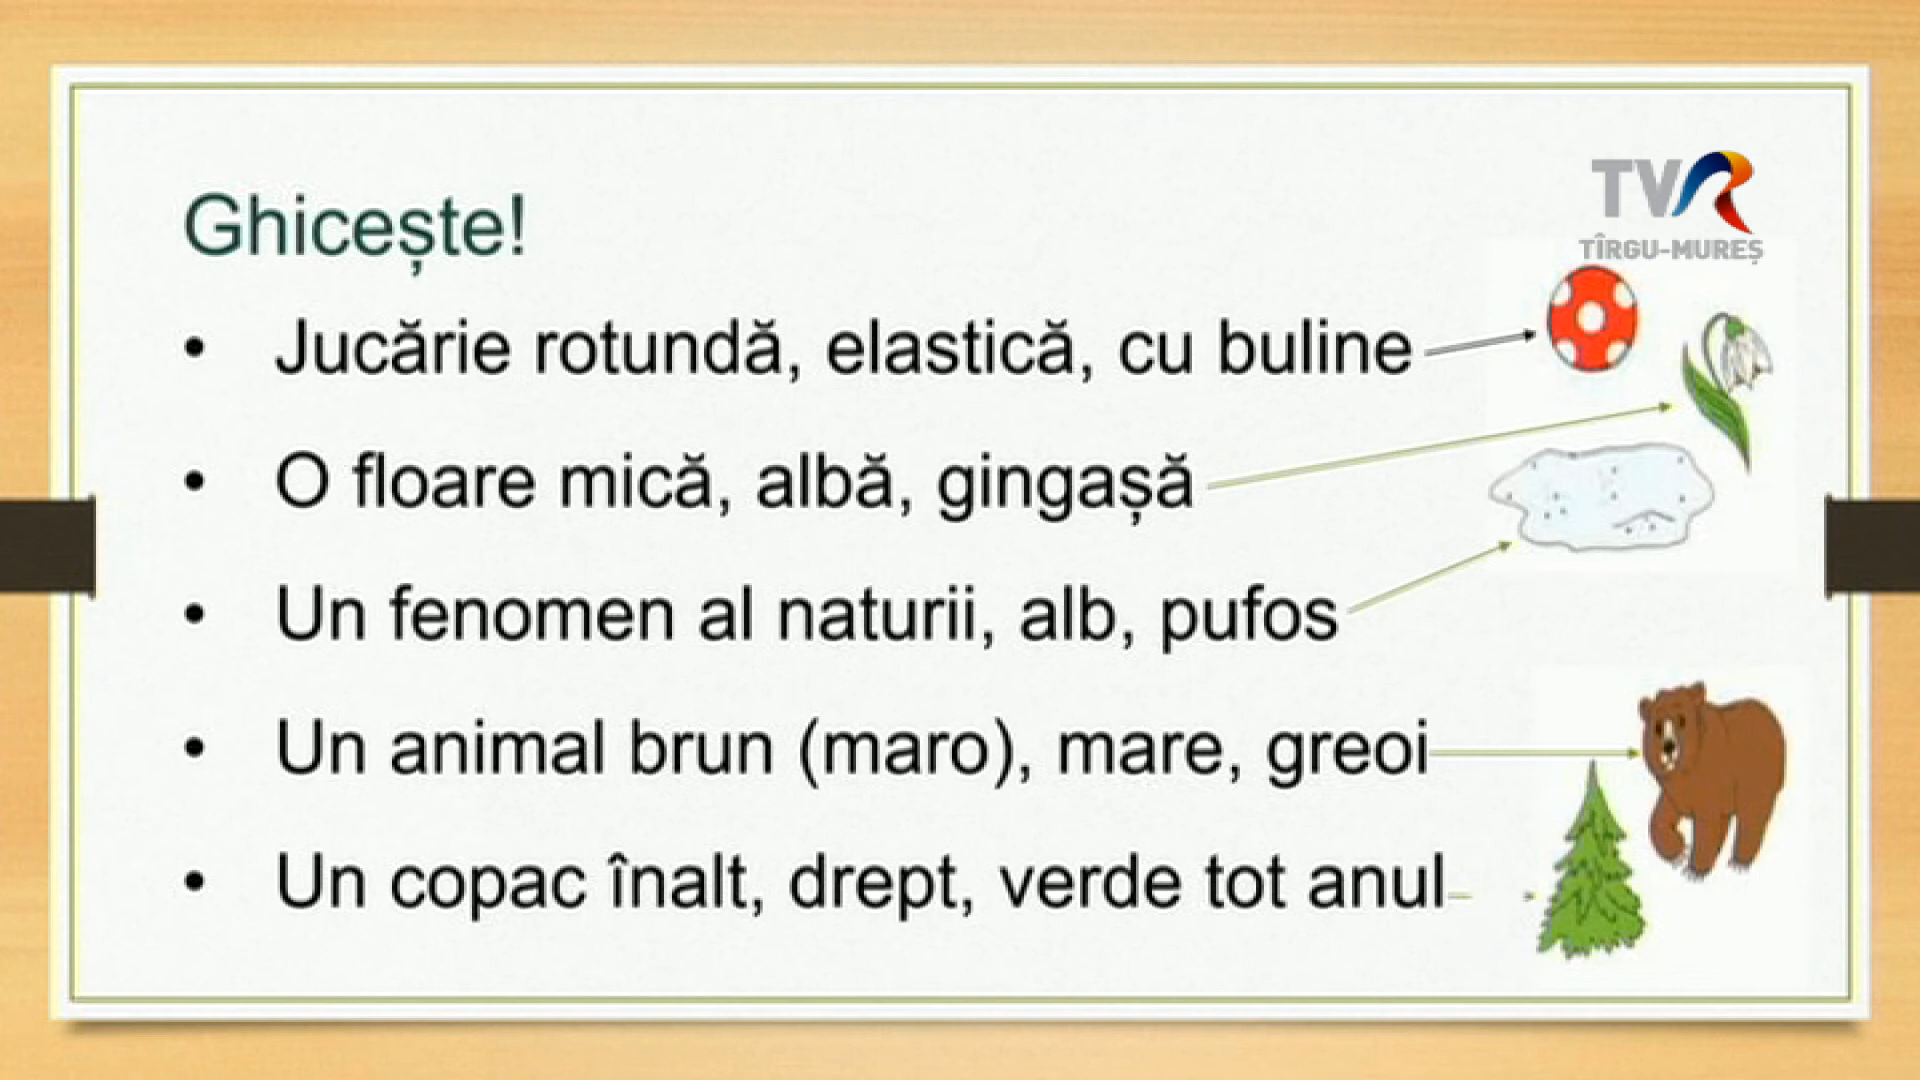 TVR
TÎRGU-MUREȘ
Ghicește!
• Jucărie rotundă, elastică, cu buline
• O floare mică, albă, gingașă
• Un fenomen al naturii, alb, pufos
• Un animal brun (maro), mare, greoi
• Un copac înalt, drept, verde tot anul